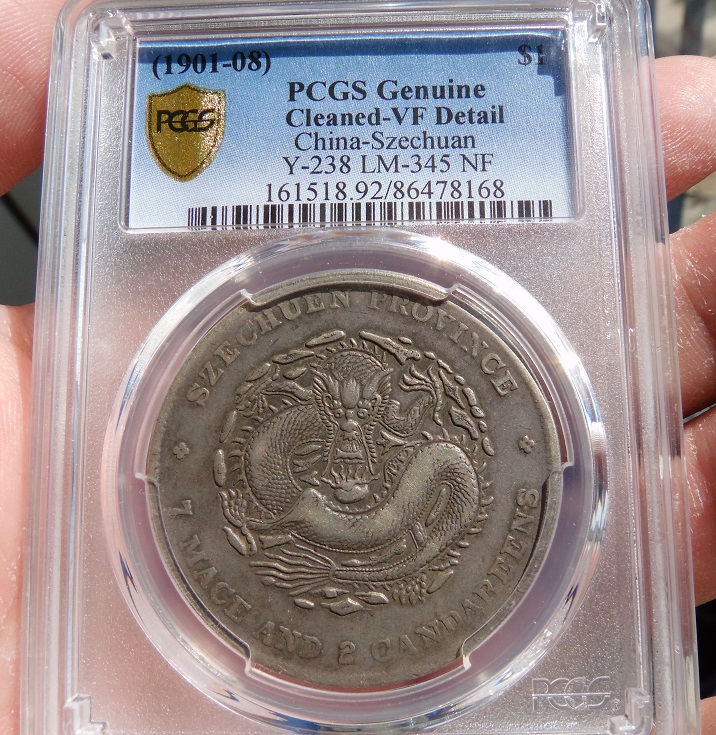 (1901-08) $1
PCGS Genuine
PCGS
Cleaned-VF Detail
China-Szechuan
Y-238 LM-345 NF
161518.92/86478168
SZECHUEN PROVINCE
7 MACE AND 2 CANDAREENS
PCGS